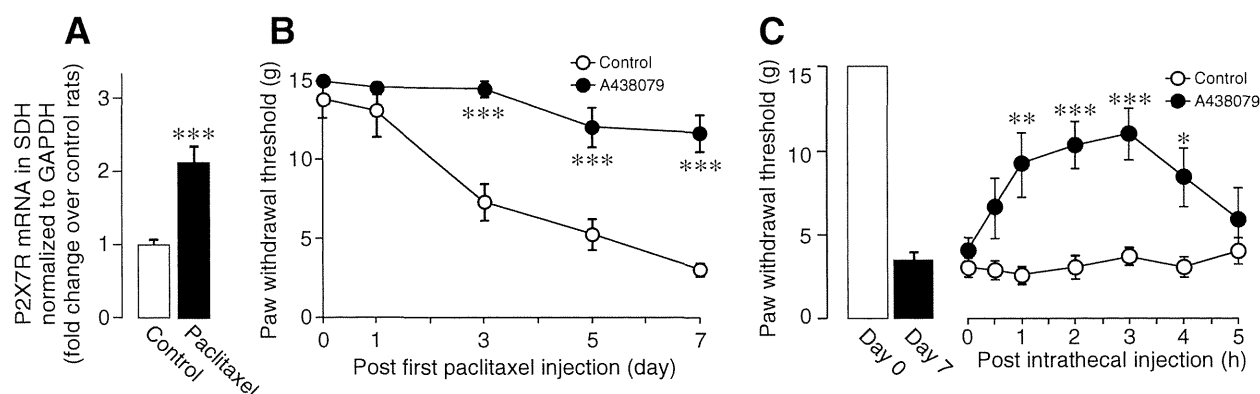 A
P2X7R mRNA in SDH
normalized to GAPDH
(fold change over control rats)
3
2
1
0
***
Control
Paclitaxel
B
Paw withdrawal threshold (g)
15
10
5
0
Control
A438079
***
***
***
0
1
3
5
7
Post first paclitaxel injection (day)
C
Paw withdrawal threshold (g)
15
10
5
0
Day 0
Day 7
Control
A438079
**
***
***
*
0
1
2
3
4
5
Post intrathecal injection (h)